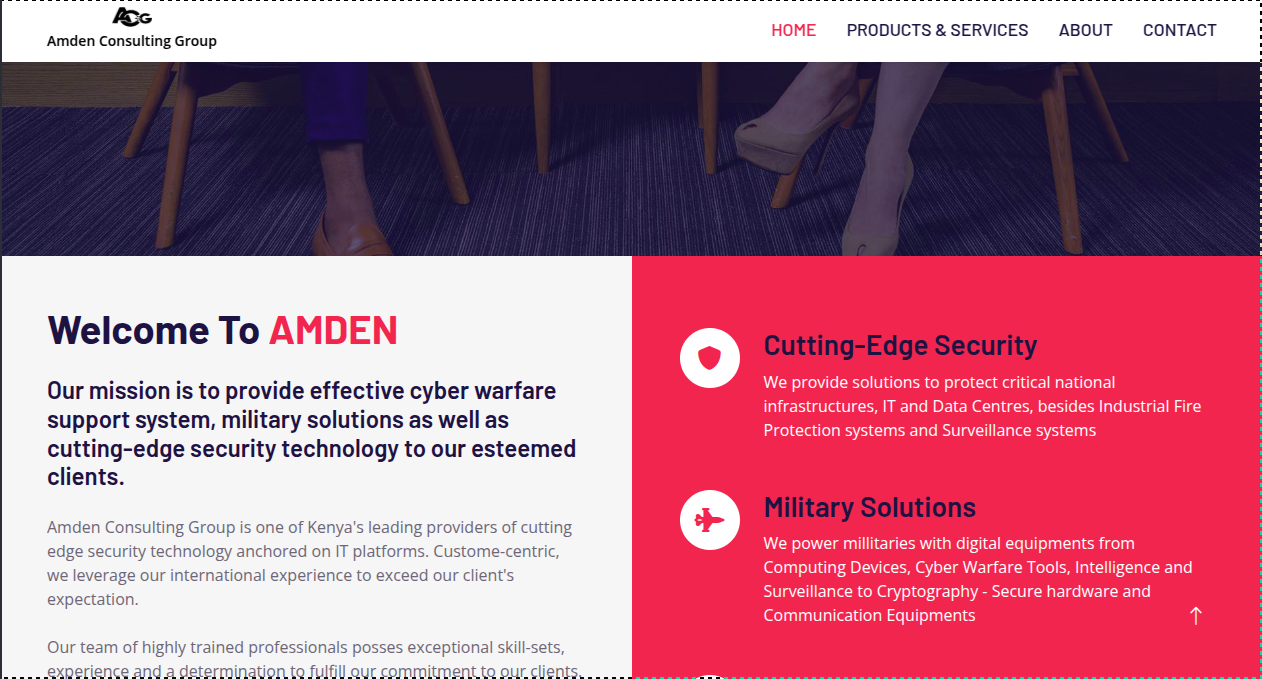 ACG
Amden Consulting Group
HOME PRODUCTS & SERVICES ABOUT CONTACT
Welcome To AMDEN
Our mission is to provide effective cyber warfare
support system, military solutions as well as
cutting-edge security technology to our esteemed
clients.
Amden Consulting Group is one of Kenya's leading providers of cutting
edge security technology anchored on IT platforms. Custome-centric,
we leverage our international experience to exceed our client's
expectation.
Our team of highly trained professionals posses exceptional skill-sets,
experience and a determination to fulfill our commitment to our clients.
Cutting-Edge Security
We provide solutions to protect critical national
infrastructures, IT and Data Centres, besides Industrial Fire
Protection systems and Surveillance systems
Military Solutions
We power millitaries with digital equipments from
Computing Devices, Cyber Warfare Tools, Intelligence and
Surveillance to Cryptography - Secure hardware and
Communication Equipments